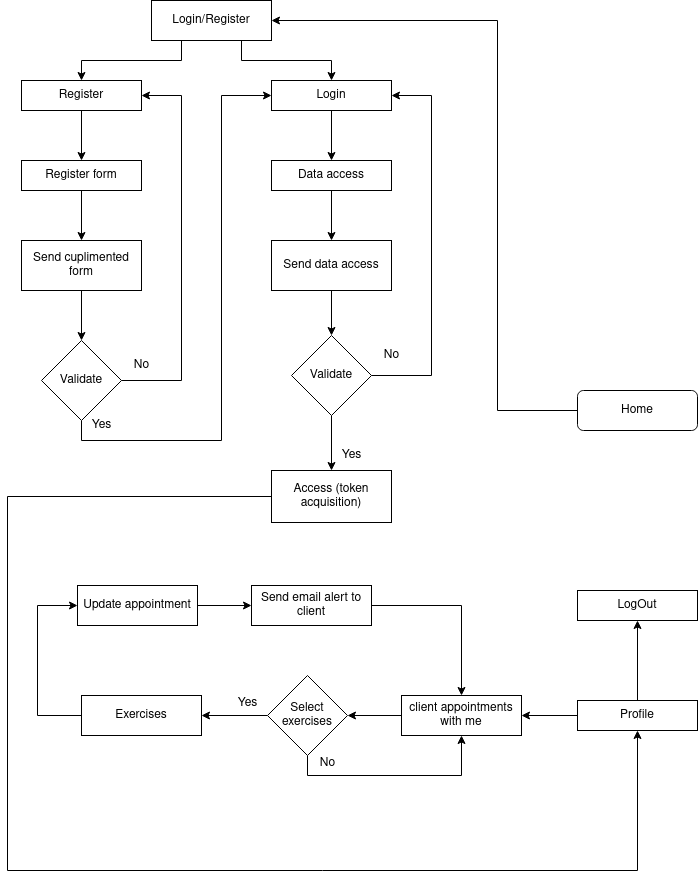 Login/Register
Register
Login
Register form
Data access
Send cuplimented
form
Send data access
No
No
Validate
Validate
Home
Yes
Yes
Access (token
acquisition)
Update appointment
Send email alert to
client
LogOut
Yes
Select
exercises
Exercises
client appointments
with me
Profile
No